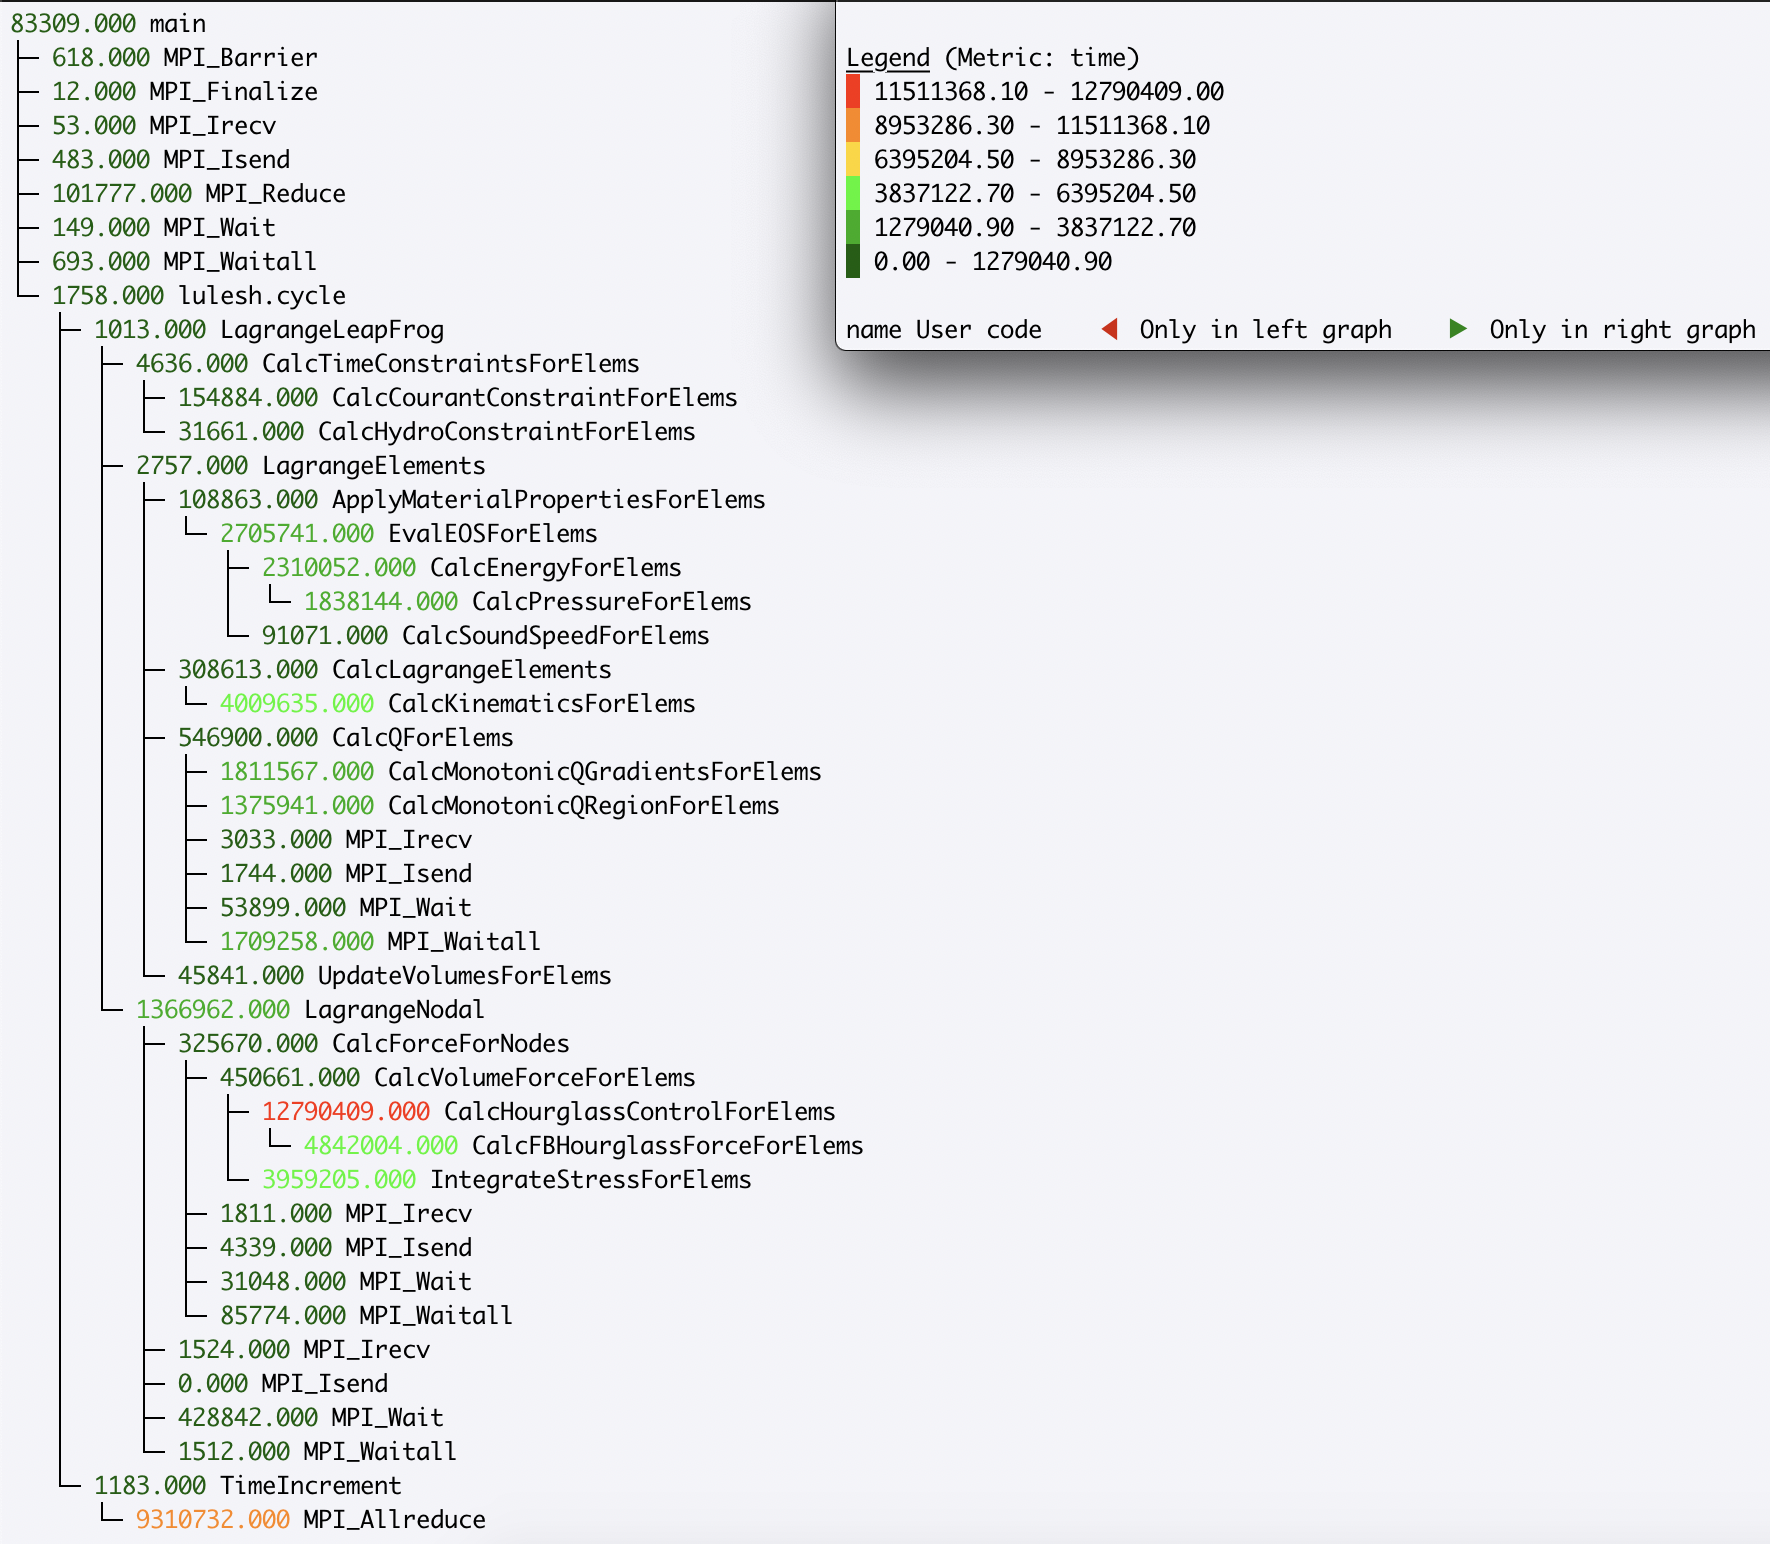 83309.000 main
618.000 MPI_Barrier
12.000 MPI_Finalize
53.000 MPI_Irecv
483.000 MPI_Isend
101777.000 MPI_Reduce
149.000 MPI_Wait
693.000 MPI_Waitall
1758.000 lulesh.cycle
1013.000 LagrangeLeapFrog
4636.000 CalcTimeConstraintsForElems
154884.000 CalcCourantConstraintForElems
31661.000 CalcHydroConstraintForElems
2757.000 LagrangeElements
108863.000 ApplyMaterialPropertiesForElems
2705741.000 EvalEOSForElems
2310052.000 CalcEnergyForElems
1838144.000 CalcPressureForElems
91071.000 CalcSoundSpeedForElems
308613.000 CalcLagrangeElements
4009635.000 CalcKinematicsForElems
546900.000 CalcQForElems
1811567.000 CalcMonotonicQGradientsForElems
1375941.000 CalcMonotonicQRegionForElems
3033.000 MPI_Irecv
1744.000 MPI_Isend
53899.000 MPI_Wait
1709258.000 MPI_Waitall
45841.000 UpdateVolumesForElems
1366962.000 LagrangeNodal
325670.000 CalcForceForNodes
450661.000 CalcVolumeForceForElems
12790409.000 CalcHourglassControlForElems
4842004.000 CalcFBHourglassForceForElems
3959205.000 IntegrateStressForElems
1811.000 MPI_Irecv
4339.000 MPI_Isend
31048.000 MPI_Wait
85774.000 MPI_Waitall
1524.000 MPI_Irecv
0.000 MPI_Isend
428842.000 MPI_Wait
1512.000 MPI_Waitall
1183.000 TimeIncrement
9310732.000 MPI_Allreduce
Legend (Metric: time)
11511368.10 - 12790409.00
8953286.30 - 11511368.10
6395204.50 - 8953286.30
3837122.70 - 6395204.50
1279040.90 - 3837122.70
0.00 - 1279040.90
name User code ◀ Only in left graph ▶ Only in right graph